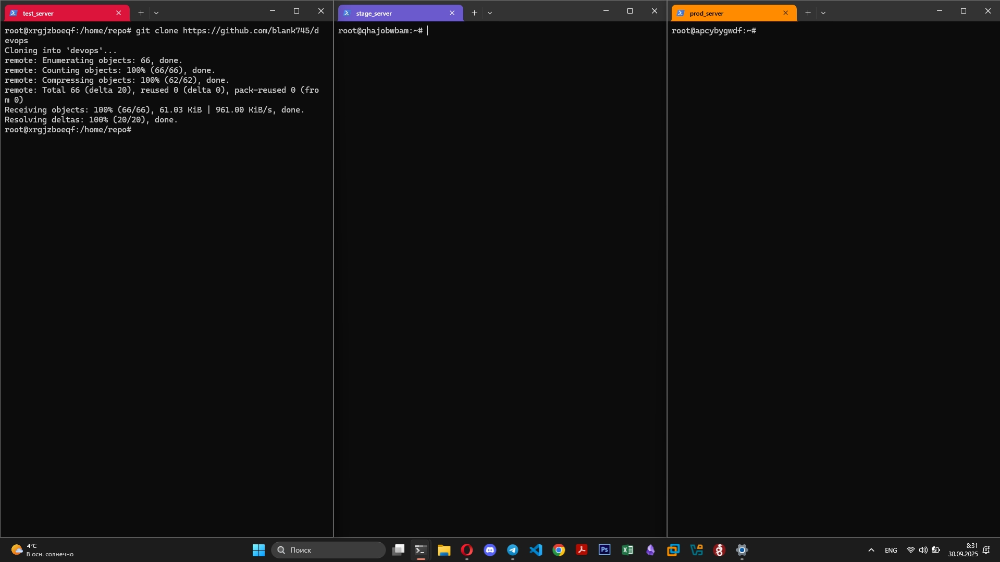 test_server
root@xrgjzboeqf:/home/repo# git clone https://github.com/blank745/d
evops
Cloning into 'devops'...
remote: Enumerating objects: 66, done.
remote: Counting objects: 100% (66/66), done.
remote: Compressing objects: 100% (62/62), done.
remote: Total 66 (delta 20), reused 0 (delta 0), pack-reused 0 (fro
m 0)
Receiving objects: 100% (66/66), 61.03 KiB | 961.00 KiB/s, done.
Resolving deltas: 100% (20/20), done.
root@xrgjzboeqf:/home/repo#
stage_server
root@qhajobwbam:~#
prod_server
root@apcybygwdf:~#
4°C
В осн. солнечно
Поиск
Ps
ENG
8:31
30.09.2025